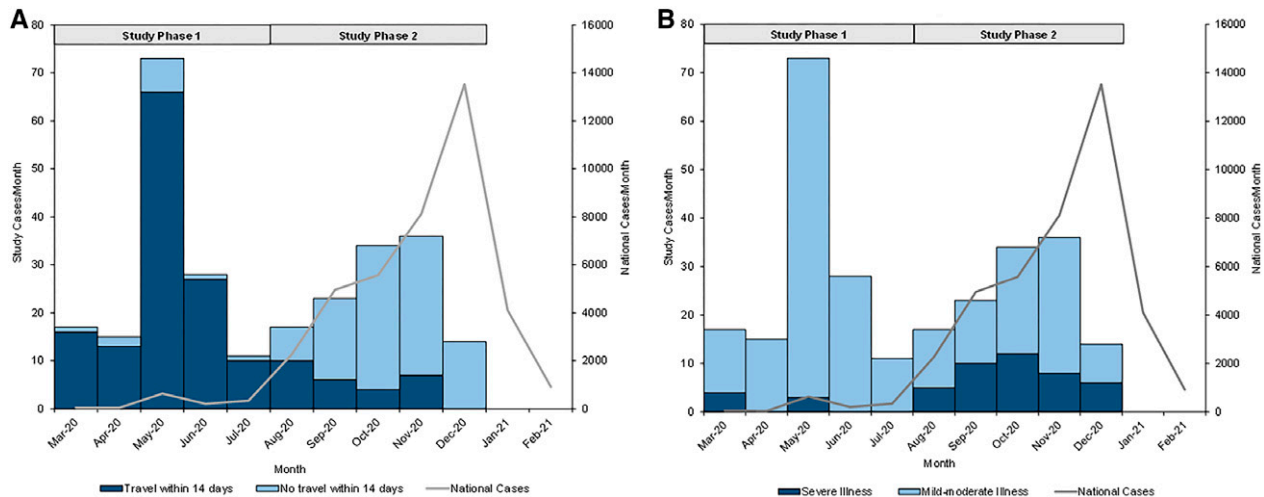 A
Study Phase 1
Study Phase 2
80
70
60
50
40
30
20
10
0
Study Cases/Month
16000
14000
12000
10000
8000
6000
4000
2000
0
National Cases/Month
Mar-20
Apr-20
May-20
Jun-20
Jul-20
Aug-20
Sep-20
Oct-20
Nov-20
Dec-20
Jan-21
Feb-21
Month
Travel within 14 days
No travel within 14 days
National Cases
B
Study Phase 1
Study Phase 2
80
70
60
50
40
30
20
10
0
Study Cases/Month
16000
14000
12000
10000
8000
6000
4000
2000
0
National Cases/Month
Mar-20
Apr-20
May-20
Jun-20
Jul-20
Aug-20
Sep-20
Oct-20
Nov-20
Dec-20
Jan-21
Feb-21
Month
Severe Illness
Mild-moderate Illness
National Cases